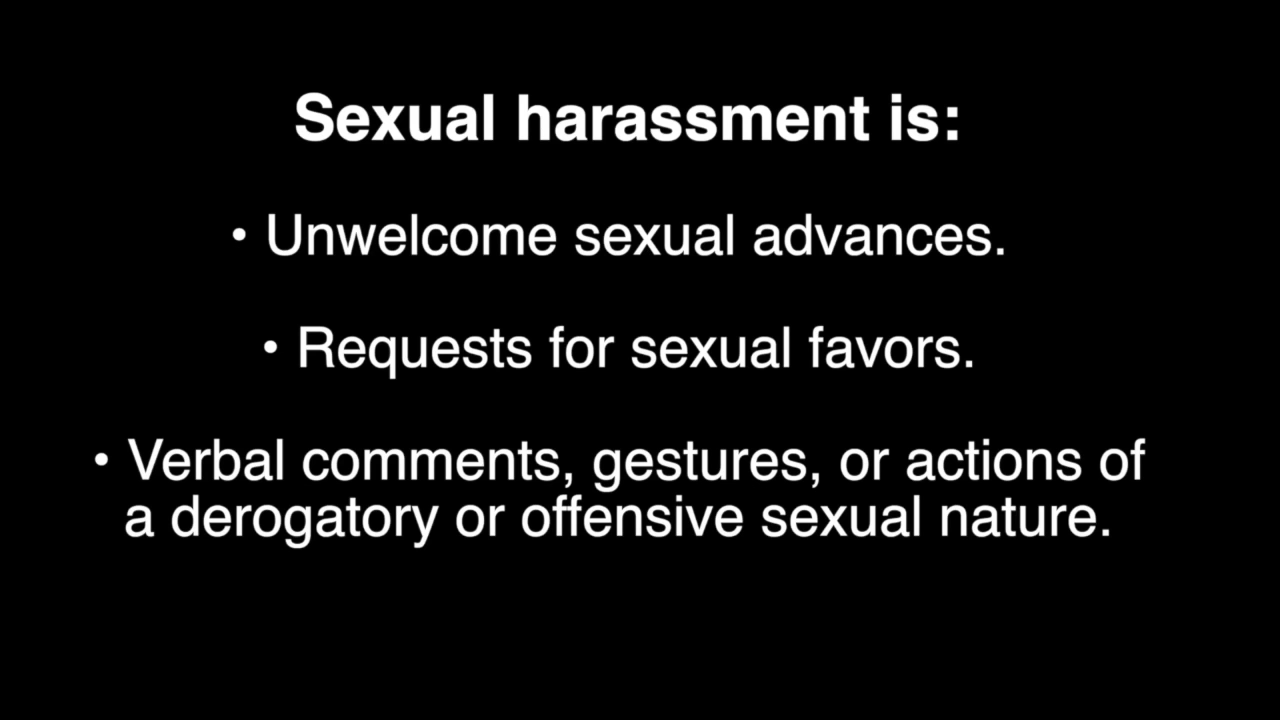 Sexual harassment is:
• Unwelcome sexual advances.
• Requests for sexual favors.
• Verbal comments, gestures, or actions of
a derogatory or offensive sexual nature.